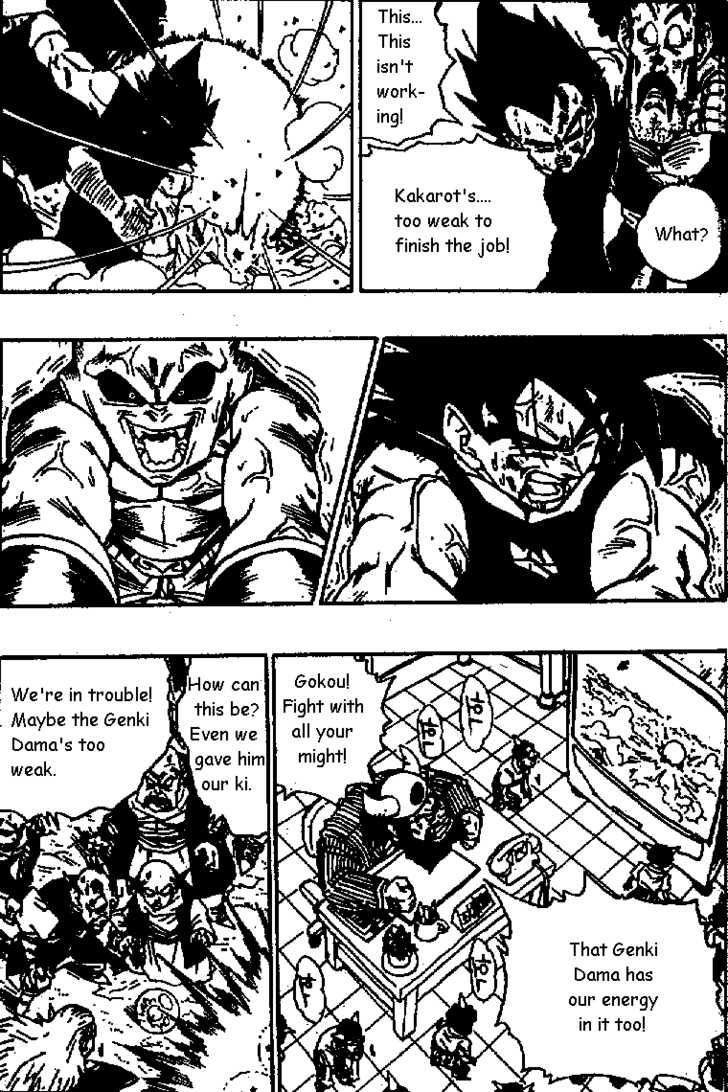 This...
This
isn't
work-
ing!
Kakarot's....
too weak to
finish the job!
What?
We're in trouble!
Maybe the Genki
Dama's too
weak.
How can
this be?
Even we
gave him
our ki.
Gokou!
Fight with
all your
might!
That Genki
Dama has
our energy
in it too!